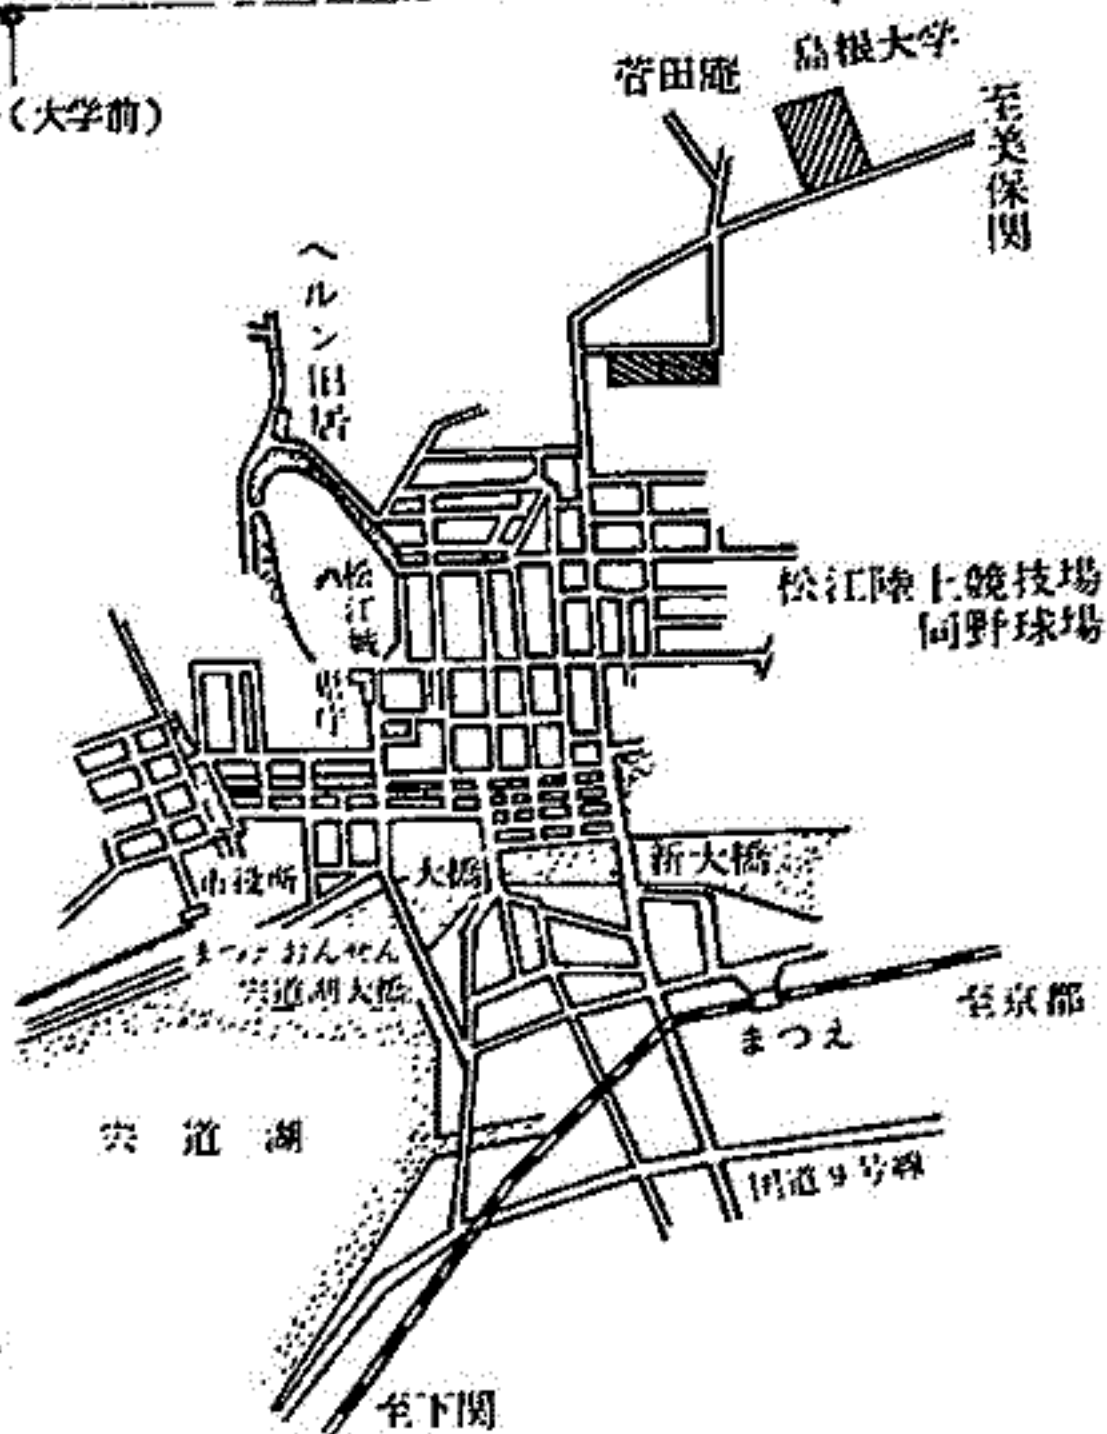 (大学前)
菅田庵
島根大学
至美保関
ヘルン旧居
松江城
県庁
松江陸上競技場
同野球場
市役所
大橋
新大橋
まつえおんせん
宍道湖大橋
至京都
まつえ
宍道湖
国道9号線
至下関